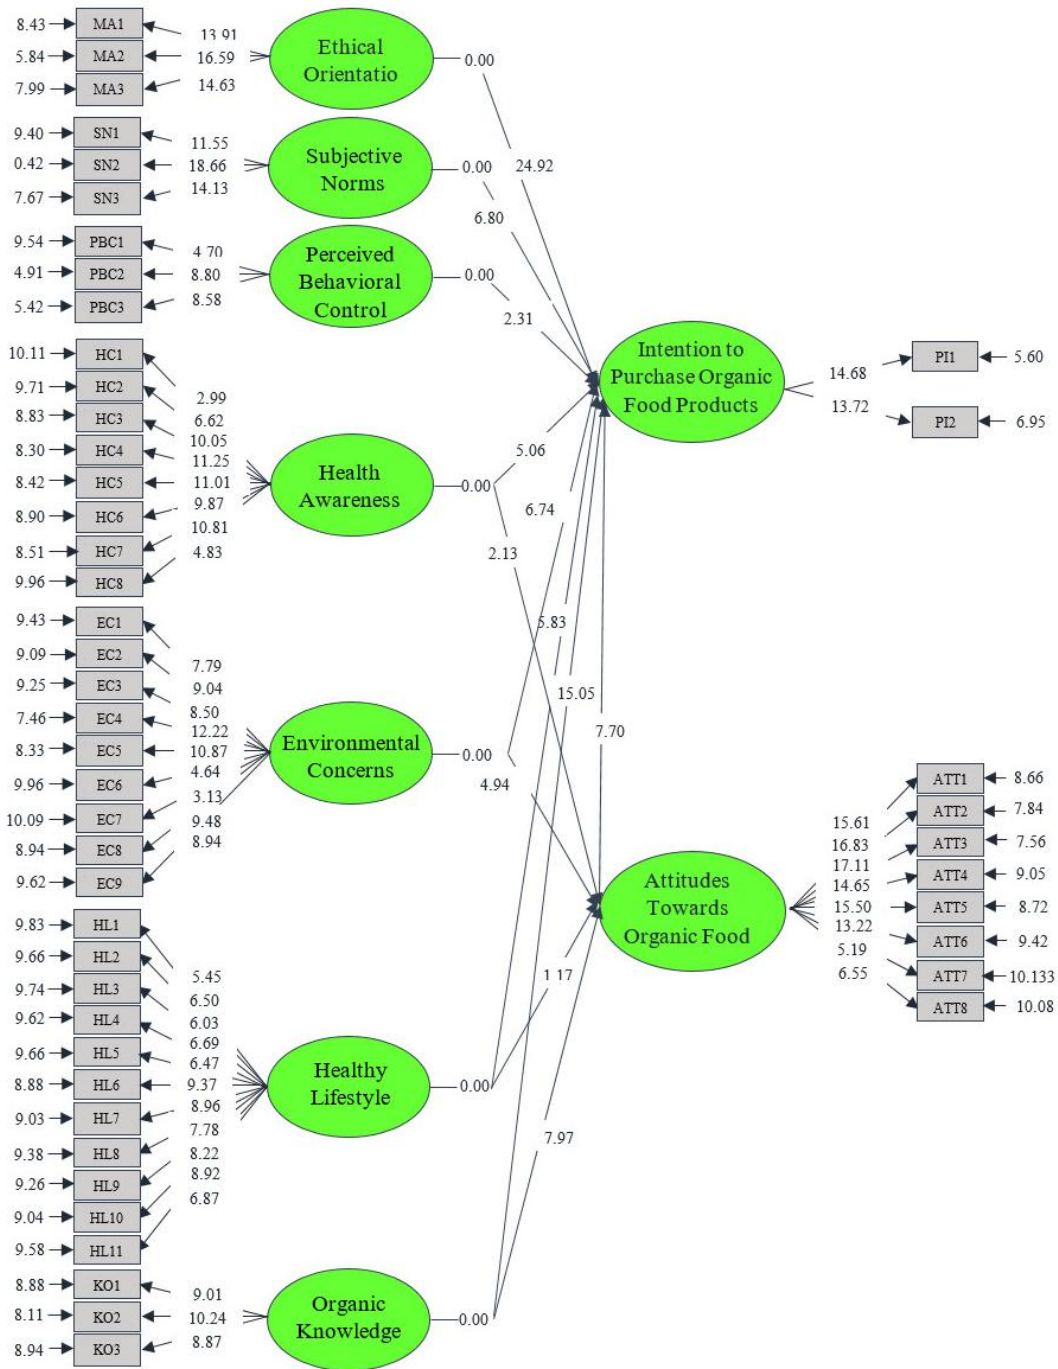 8.43
MA1
13.91
5.84
MA2
16.59
7.99
MA3
14.63
Ethical
Orientatio
0.00
9.40
SN1
11.55
0.42
SN2
18.66
7.67
SN3
14.13
Subjective
Norms
0.00
24.92
6.80
9.54
PBC1
4.70
4.91
PBC2
8.80
5.42
PBC3
8.58
Perceived
Behavioral
Control
0.00
2.31
10.11
HC1
2.99
9.71
HC2
6.62
8.83
HC3
10.05
8.30
HC4
11.25
8.42
HC5
11.01
8.90
HC6
9.87
8.51
HC7
10.81
9.96
HC8
4.83
Health
Awareness
0.00
5.06
2.13
Intention to
Purchase Organic
Food Products
14.68
PI1
5.60
13.72
PI2
6.95
9.43
EC1
7.79
9.09
EC2
9.04
9.25
EC3
8.50
7.46
EC4
12.22
8.33
EC5
10.87
9.96
EC6
4.64
10.09
EC7
3.13
8.94
EC8
9.48
9.62
EC9
8.94
Environmental
Concerns
0.00
6.74
4.94
5.83
15.05
7.70
9.83
HL1
5.45
9.66
HL2
6.50
9.74
HL3
6.03
9.62
HL4
6.69
9.66
HL5
6.47
8.88
HL6
9.37
9.03
HL7
8.96
9.38
HL8
7.78
9.26
HL9
8.22
9.04
HL10
8.92
9.58
HL11
6.87
Healthy
Lifestyle
0.00
1.17
Attitudes
Towards
Organic Food
15.61
ATT1
8.66
16.83
ATT2
7.84
17.11
ATT3
7.56
14.65
ATT4
9.05
15.50
ATT5
8.72
13.22
ATT6
9.42
5.19
ATT7
10.133
6.55
ATT8
10.08
8.88
KO1
9.01
8.11
KO2
10.24
8.94
KO3
8.87
Organic
Knowledge
0.00
7.97